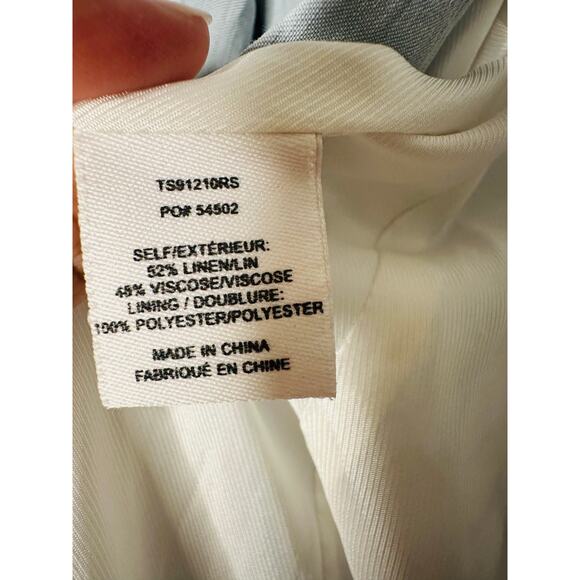 TS91210RS
PO# 54502
SELF/EXTÉRIEUR:
52% LINEN/LIN
48% VISCOSE/VISCOSE
LINING / DOUBLURE:
100% POLYESTER/POLYESTER
MADE IN CHINA
FABRIQUÉ EN CHINE